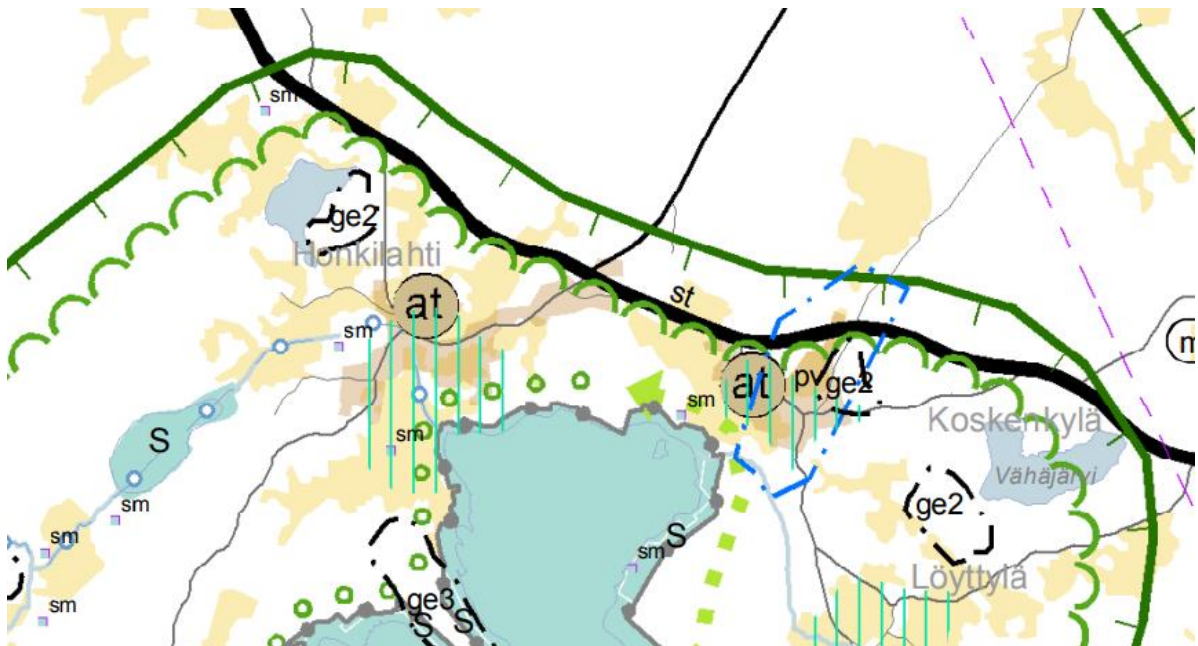 sm
ge2
Honkilahti
at
st
sm
at
pv
ge2
sm
Koskenkylä
m
S
sm
Vähäjärvi
ge2
sm
sm
S
sm
Löyttylä
sm
ge3
S
S